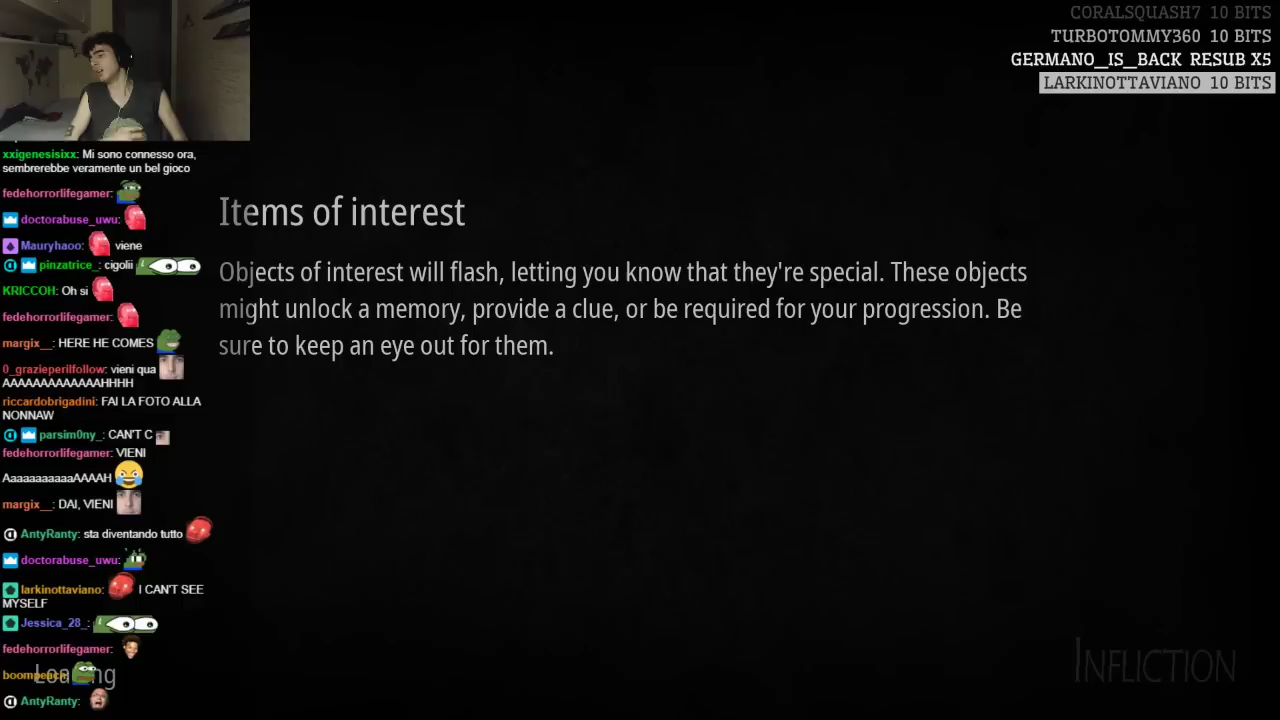 CORALSQUASH7 10 BITS
TURBOTOMMY360 10 BITS
GERMANO_IS_BACK RESUB X5
LARKINOTTAVIANO 10 BITS
xxigenesisixx: Mi sono connesso ora,
sembrerebbe veramente un bel gioco
fedehorrorlifegamer:
doctorabuse_uwu:
Mauryhaoo: viene
pinzatrice_: cigolii
KRICCOH: Oh si
fedehorrorlifegamer:
margix__: HERE HE COMES
0_grazieperilfollow: vieni qua
AAAAAAAAAAAAAHHHH
riccardobrigadini: FAI LA FOTO ALLA
NONNAW
parsim0ny_: CAN'T C
fedehorrorlifegamer: VIENI
AaaaaaaaaaAAAAH
margix__: DAI, VIENI
AntyRanty: sta diventando tutto
doctorabuse_uwu:
larkinottaviano: I CAN'T SEE
MYSELF
Jessica_28_:
fedehorrorlifegamer:
boompeach:
AntyRanty:
Items of interest
Objects of interest will flash, letting you know that they're special. These objects
might unlock a memory, provide a clue, or be required for your progression. Be
sure to keep an eye out for them.
Loading
INFLICTION